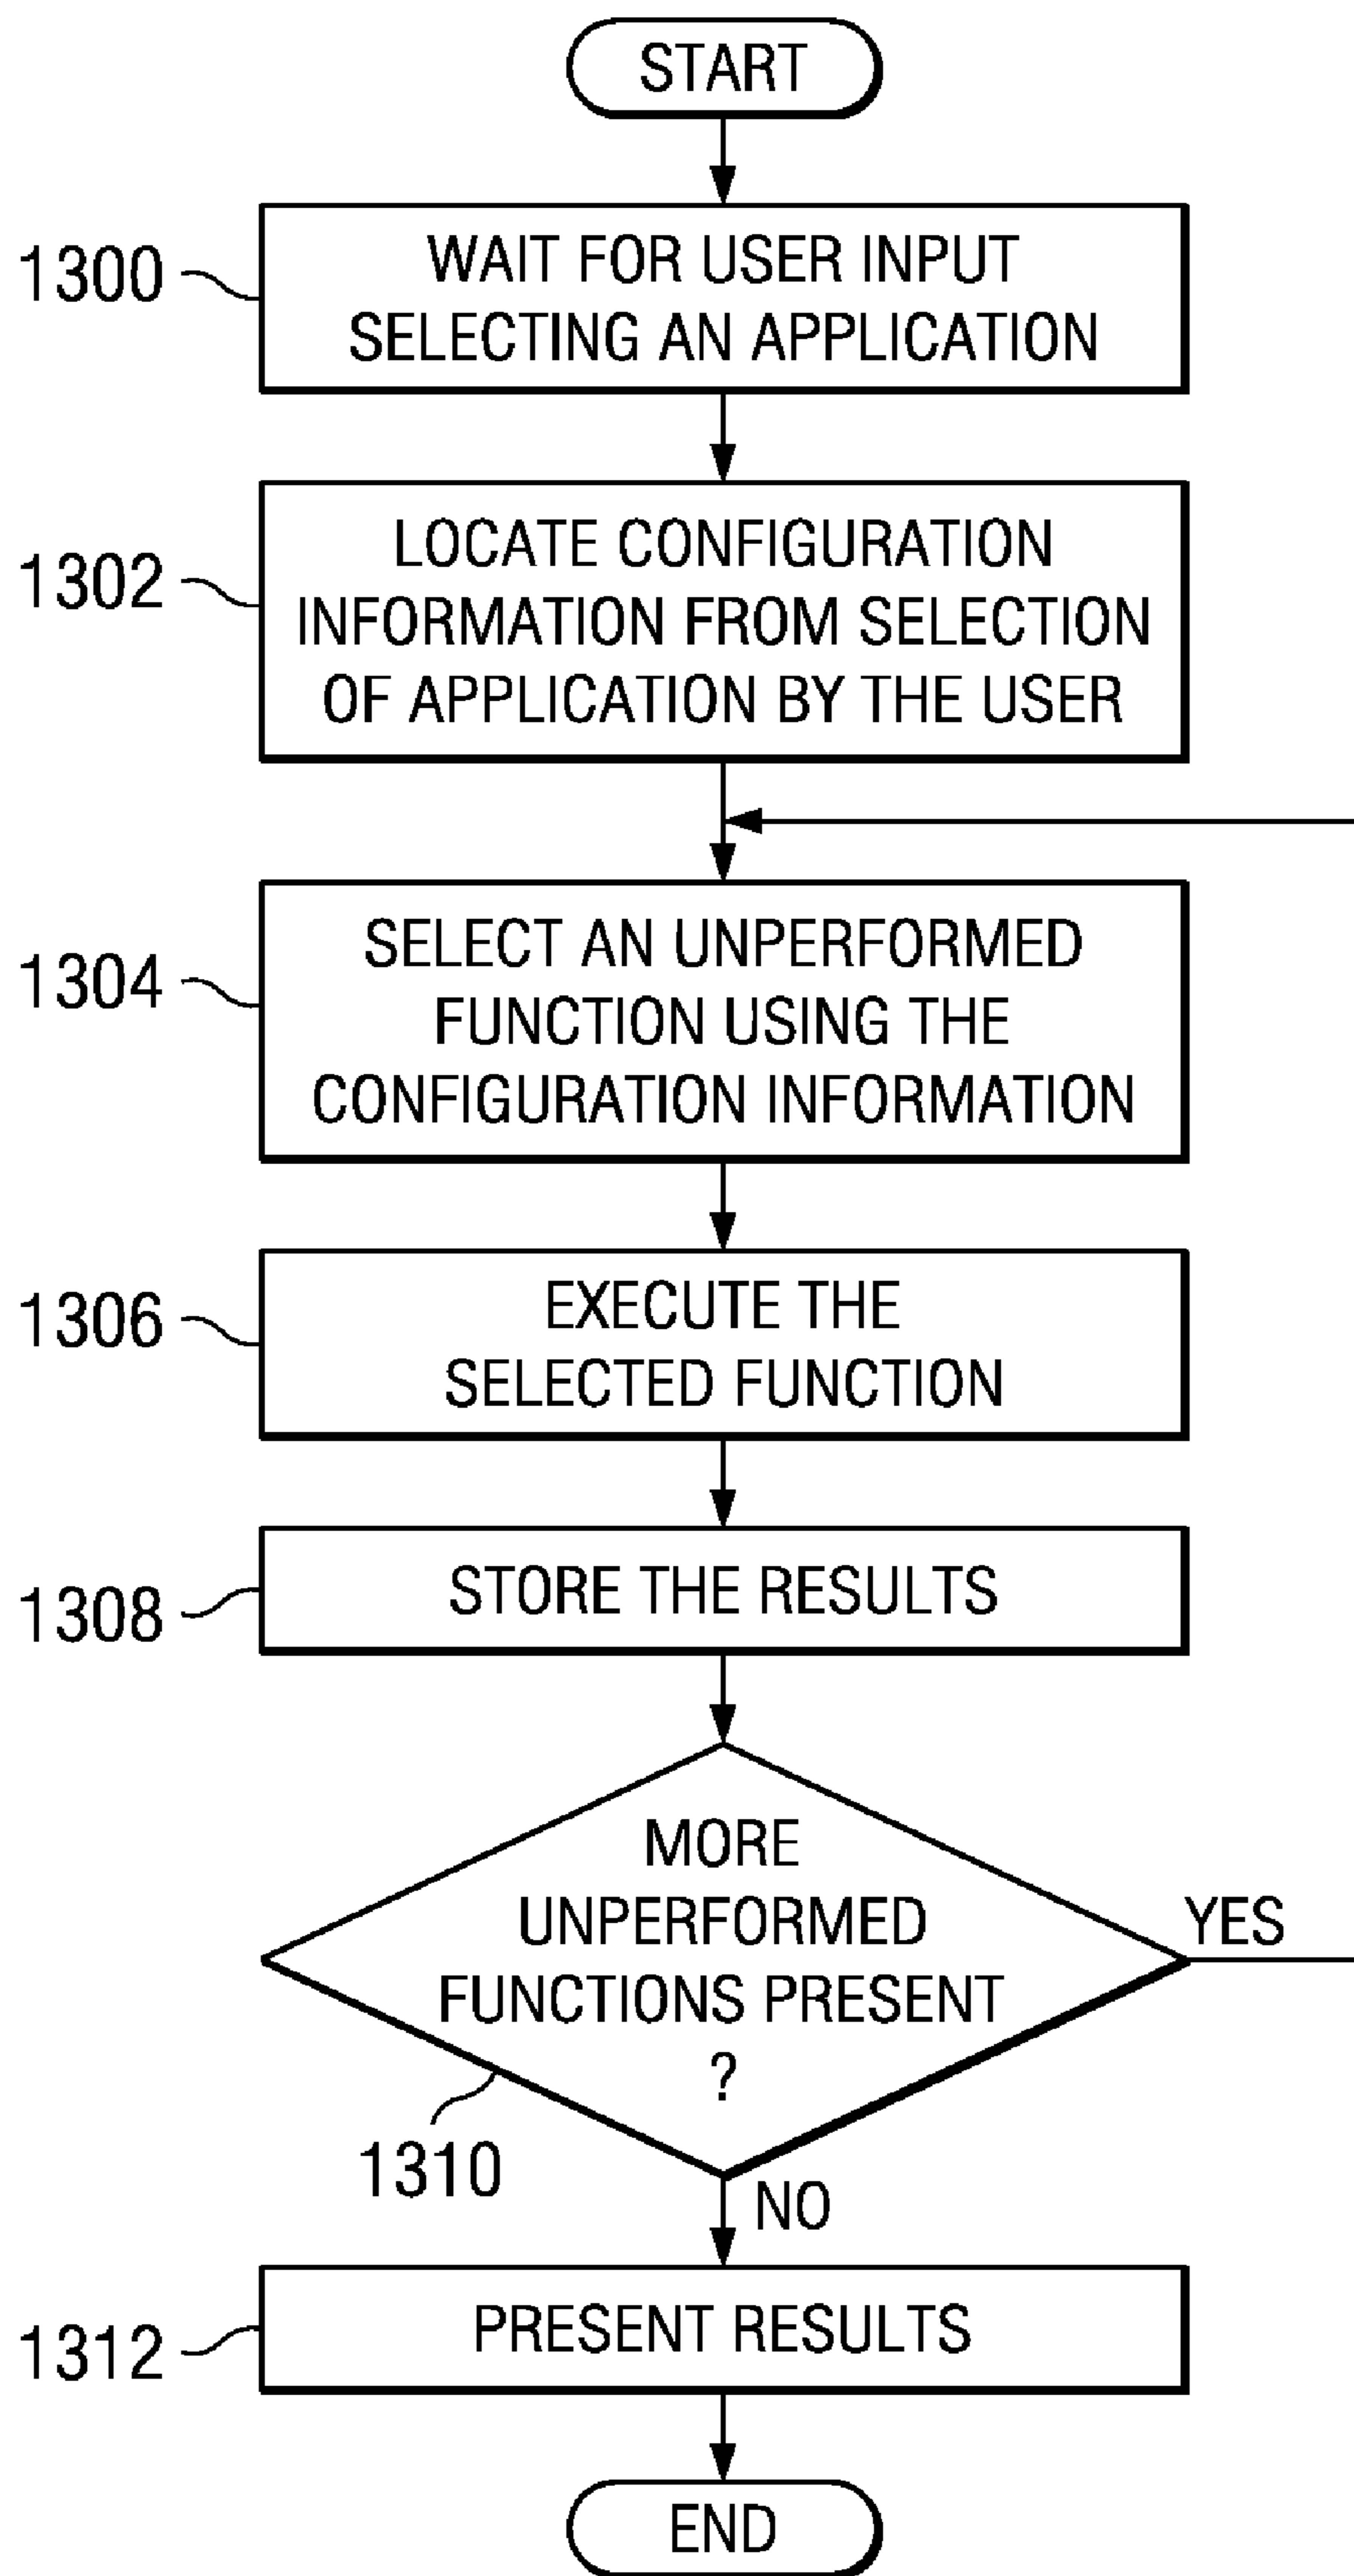 START
1300
WAIT FOR USER INPUT
SELECTING AN APPLICATION
1302
LOCATE CONFIGURATION
INFORMATION FROM SELECTION
OF APPLICATION BY THE USER
1304
SELECT AN UNPERFORMED
FUNCTION USING THE
CONFIGURATION INFORMATION
1306
EXECUTE THE
SELECTED FUNCTION
1308
STORE THE RESULTS
MORE
UNPERFORMED
FUNCTIONS PRESENT
?
YES
1310
NO
1312
PRESENT RESULTS
END